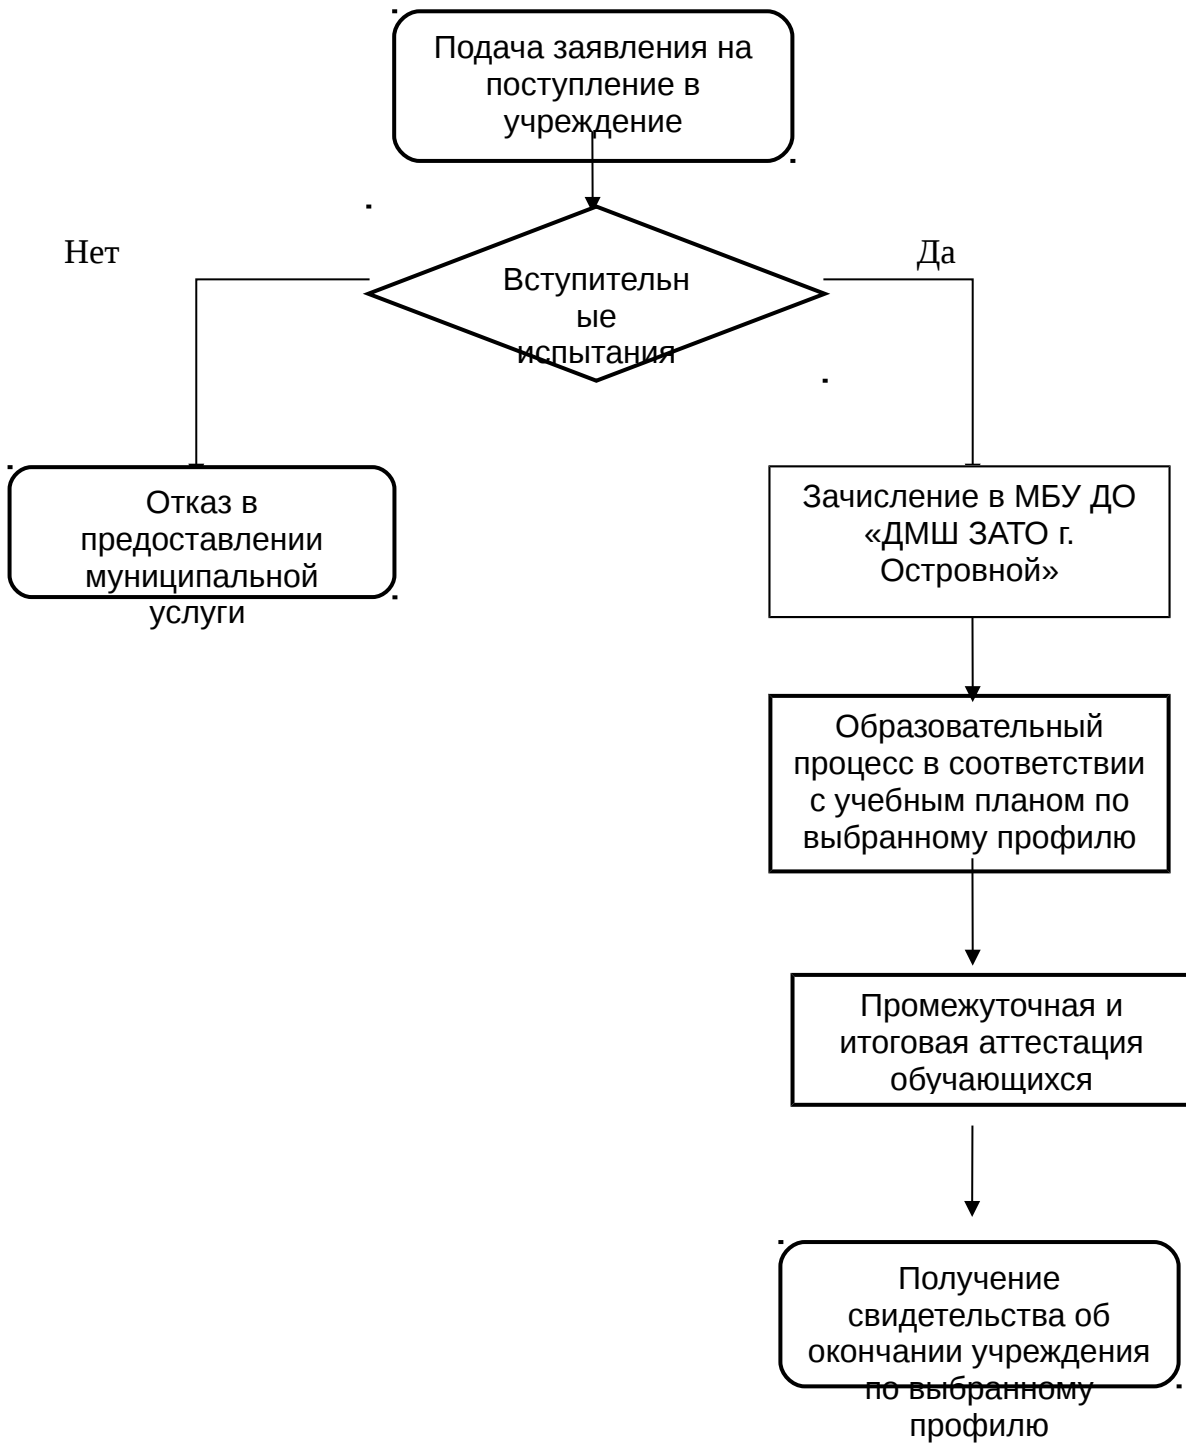 Подача заявления на
поступление в
учреждение
Нет
Да
Вступительн
ые
испытания
Отказ в
предоставлении
муниципальной
услуги
Зачисление в МБУ ДО
«ДМШ ЗАТО г.
Островной»
Образовательный
процесс в соответствии
с учебным планом по
выбранному профилю
Промежуточная и
итоговая аттестация
обучающихся
Получение
свидетельства об
окончании учреждения
по выбранному
профилю